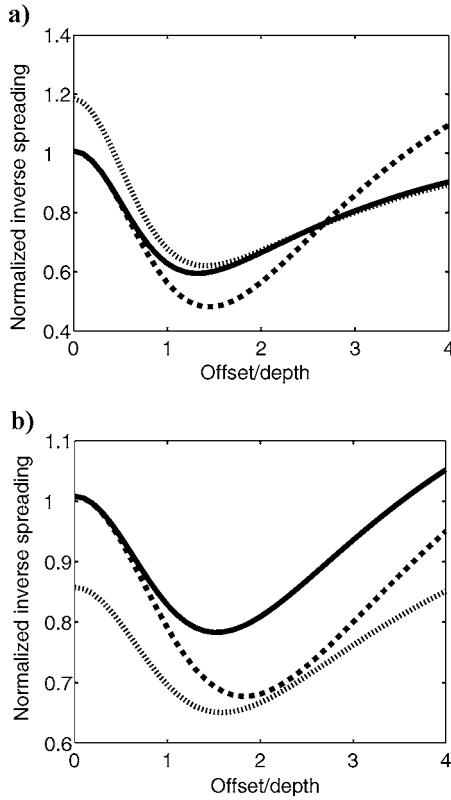 a)
Normalized inverse spreading
1.4
1.2
1
0.8
0.6
0.4
0 1 2 3 4
Offset/depth
b)
Normalized inverse spreading
1.1
1
0.9
0.8
0.7
0.6
0 1 2 3 4
Offset/depth